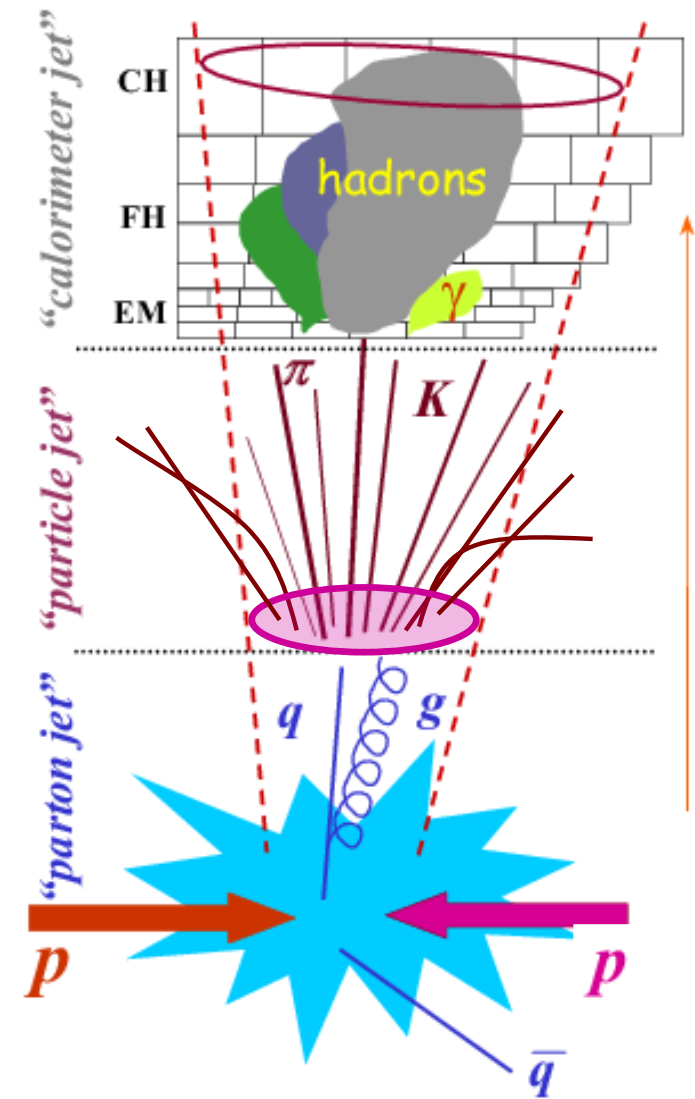 “calorimeter jet”
CH
hadrons
FH
γ
EM
π
K
“particle jet”
q
g
“parton jet”
p
p
q̅